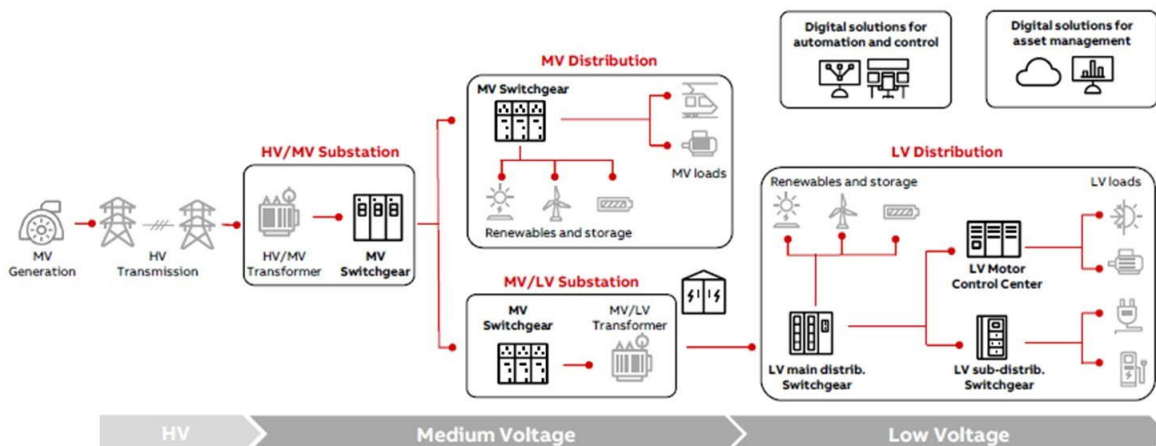 Digital solutions for
automation and control
Digital solutions for
asset management
MV Distribution
MV Switchgear
MV loads
Renewables and storage
HV/MV Substation
HV/MV
Transformer
MV
Switchgear
MV
Generation
HV
Transmission
MV/LV Substation
MV
Switchgear
MV/LV
Transformer
LV Distribution
Renewables and storage
LV loads
LV Motor
Control Center
LV main distrib.
Switchgear
LV sub-distrib.
Switchgear
HV
Medium Voltage
Low Voltage